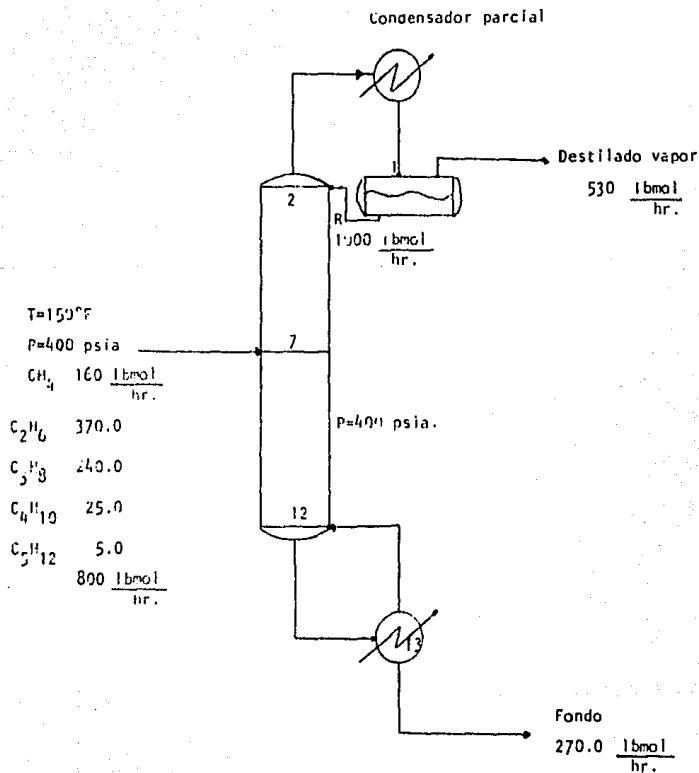 Condensador parcial
1
Destilado vapor
530 lbmol
hr.
2
R
1000 lbmol
hr.
T=150°F
P=400 psia
7
CH4 160 lbmol
hr.
C2H6 370.0
P=400 psia.
C3H8 240.0
C4H10 25.0
12
C5H12 5.0
800 lbmol
hr.
13
Fondo
270.0 lbmol
hr.